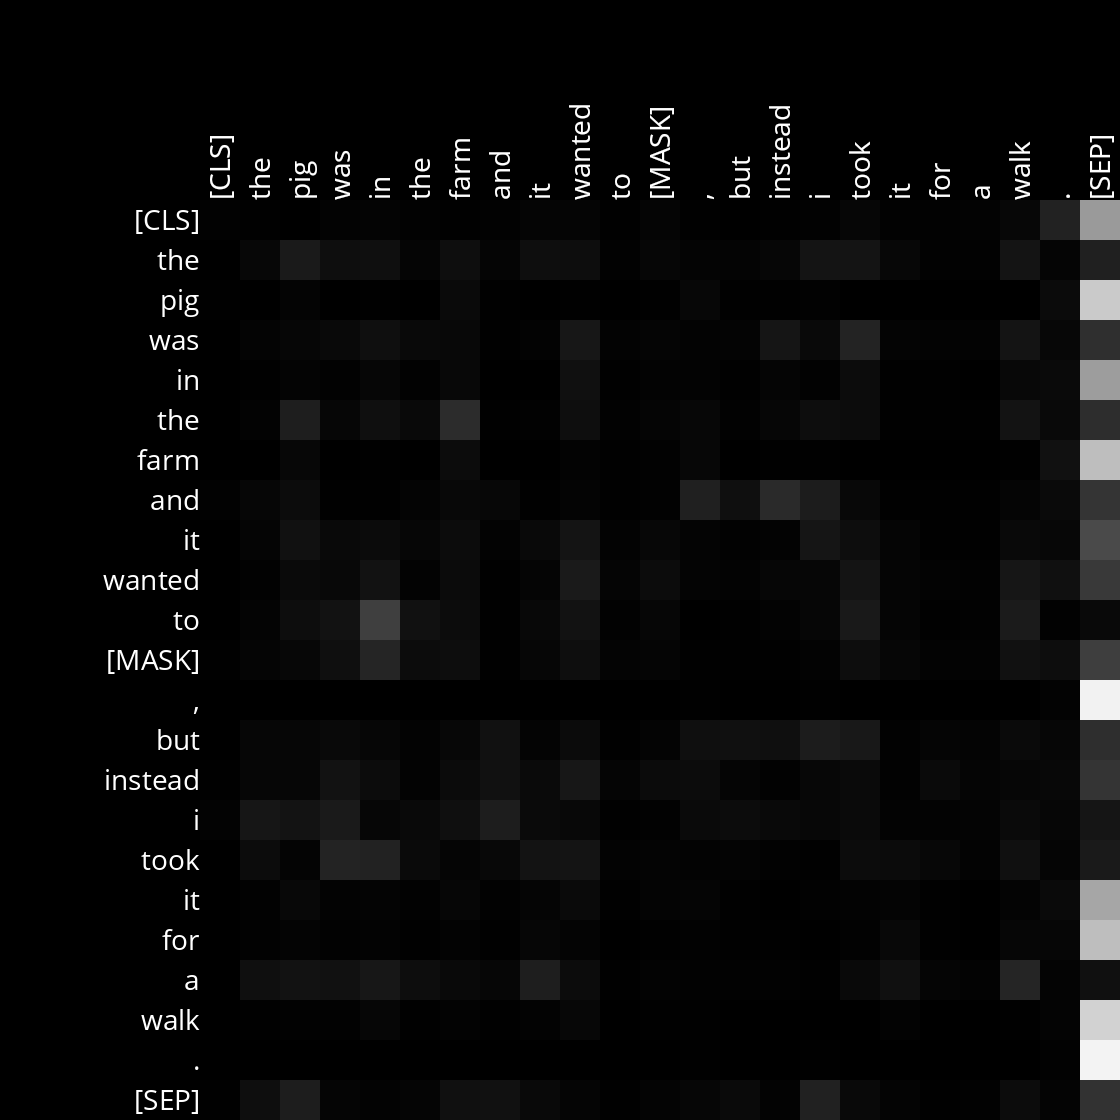 [CLS] the pig was in the farm and it wanted to [MASK] , but instead i took it for a walk . [SEP]
[CLS]
the
pig
was
in
the
farm
and
it
wanted
to
[MASK]
,
but
instead
i
took
it
for
a
walk
.
[SEP]